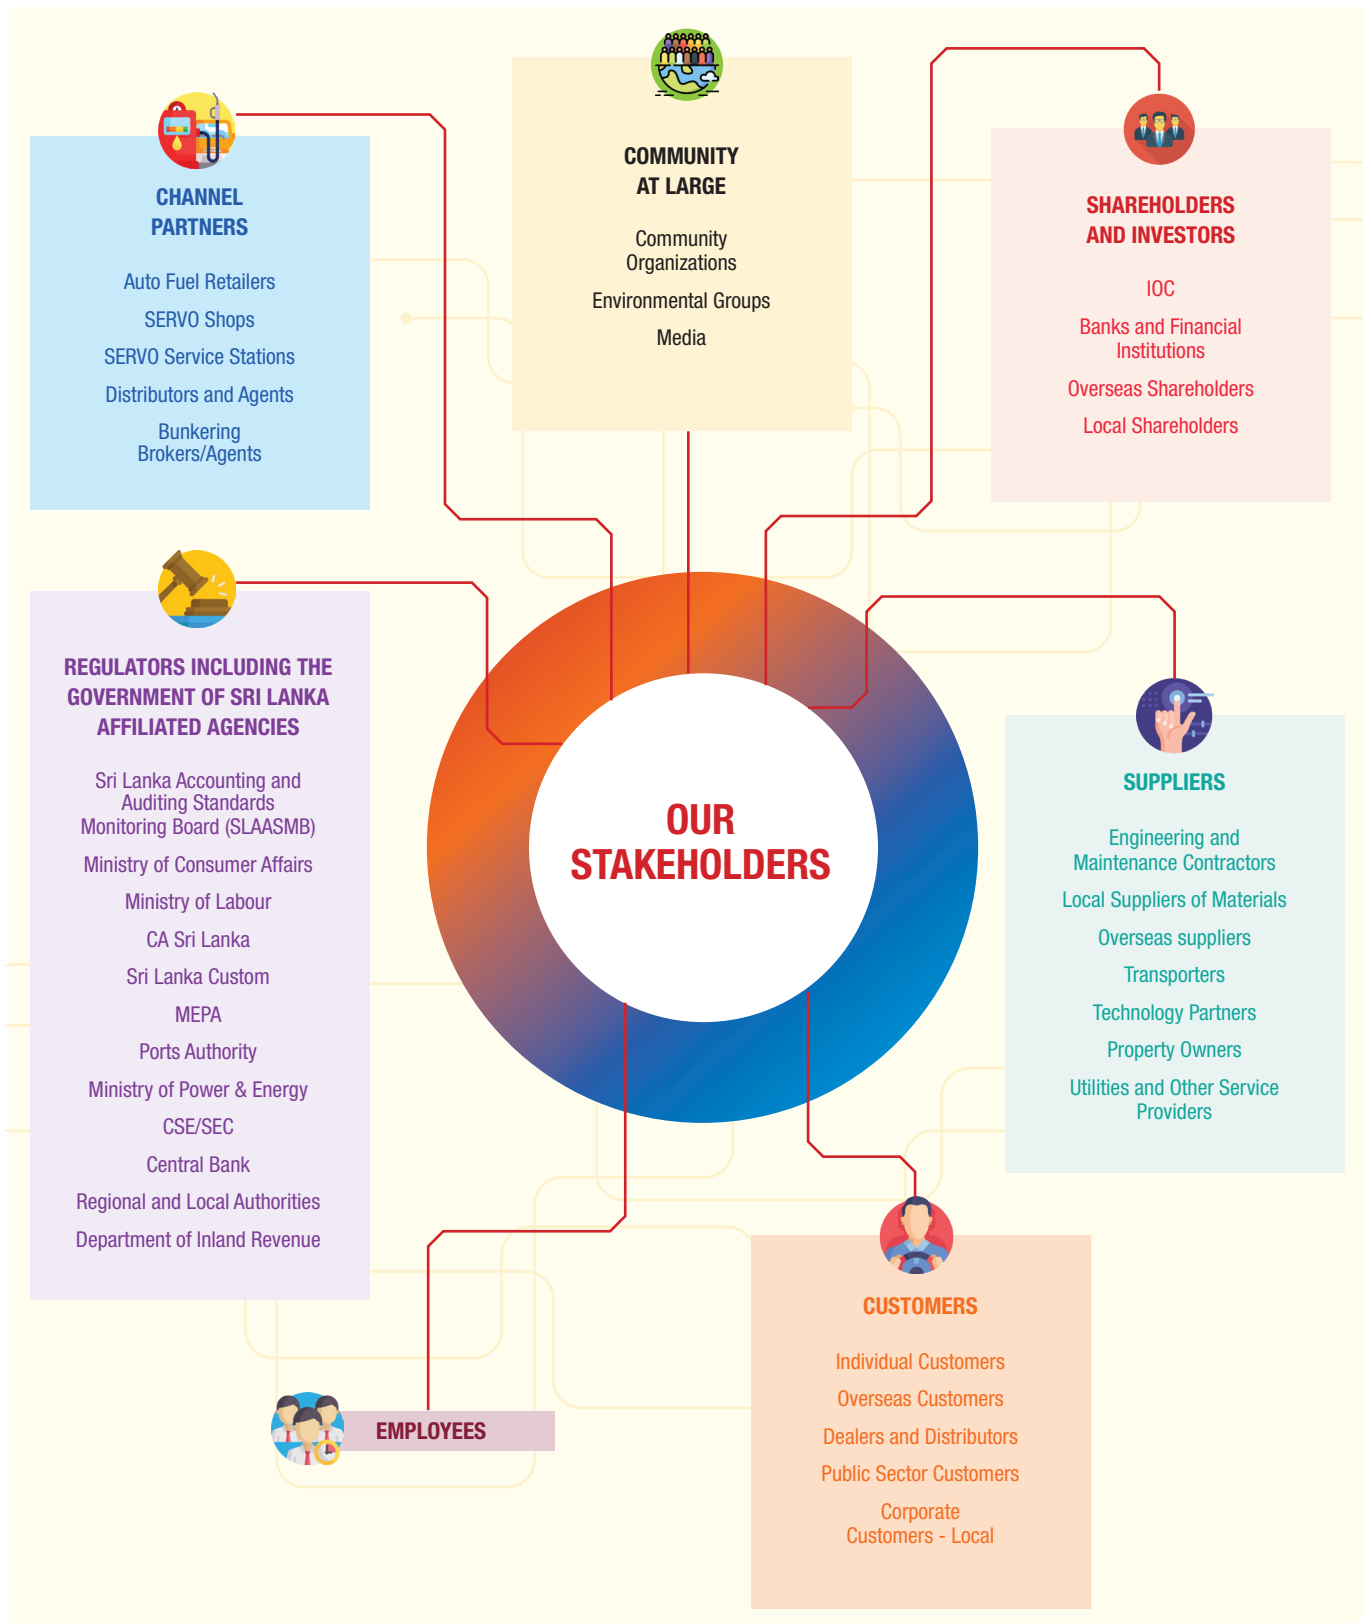 COMMUNITY
AT LARGE
Community
Organizations
Environmental Groups
Media
CHANNEL
PARTNERS
Auto Fuel Retailers
SERVO Shops
SERVO Service Stations
Distributors and Agents
Bunkering
Brokers/Agents
SHAREHOLDERS
AND INVESTORS
IOC
Banks and Financial
Institutions
Overseas Shareholders
Local Shareholders
REGULATORS INCLUDING THE
GOVERNMENT OF SRI LANKA
AFFILIATED AGENCIES
Sri Lanka Accounting and
Auditing Standards
Monitoring Board (SLAASMB)
Ministry of Consumer Affairs
Ministry of Labour
CA Sri Lanka
Sri Lanka Custom
MEPA
Ports Authority
Ministry of Power & Energy
CSE/SEC
Central Bank
Regional and Local Authorities
Department of Inland Revenue
OUR
STAKEHOLDERS
SUPPLIERS
Engineering and
Maintenance Contractors
Local Suppliers of Materials
Overseas suppliers
Transporters
Technology Partners
Property Owners
Utilities and Other Service
Providers
EMPLOYEES
CUSTOMERS
Individual Customers
Overseas Customers
Dealers and Distributors
Public Sector Customers
Corporate
Customers - Local